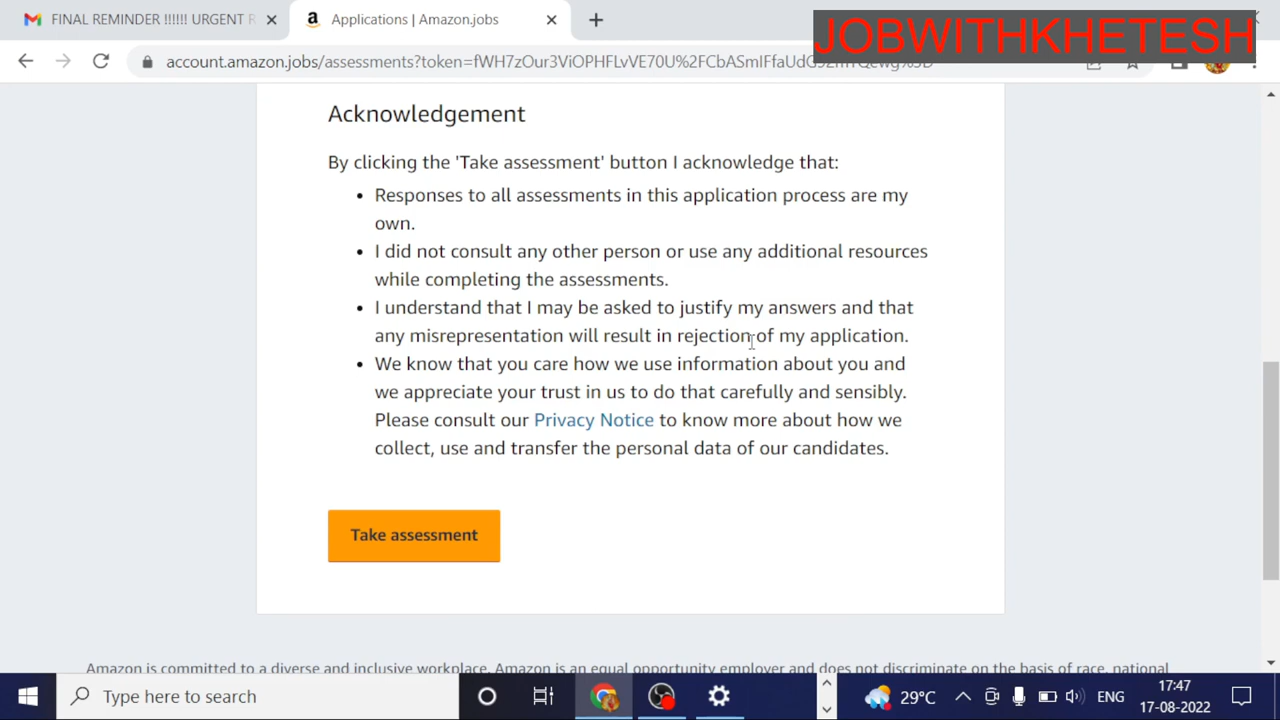 FINAL REMINDER !!!!!! URGENT R
Applications | Amazon.jobs
JOBWITHKHETESH
account.amazon.jobs/assessments?token=
Acknowledgement
By clicking the 'Take assessment' button I acknowledge that:
• Responses to all assessments in this application process are my
own.
• I did not consult any other person or use any additional resources
while completing the assessments.
• I understand that I may be asked to justify my answers and that
any misrepresentation will result in rejection of my application.
• We know that you care how we use information about you and
we appreciate your trust in us to do that carefully and sensibly.
Please consult our Privacy Notice to know more about how we
collect, use and transfer the personal data of our candidates.
Take assessment
Amazon is committed to a diverse and inclusive workplace. Amazon is an equal opportunity employer and does not discriminate on the basis of race, national
Type here to search
29°C
ENG
17:47
17-08-2022